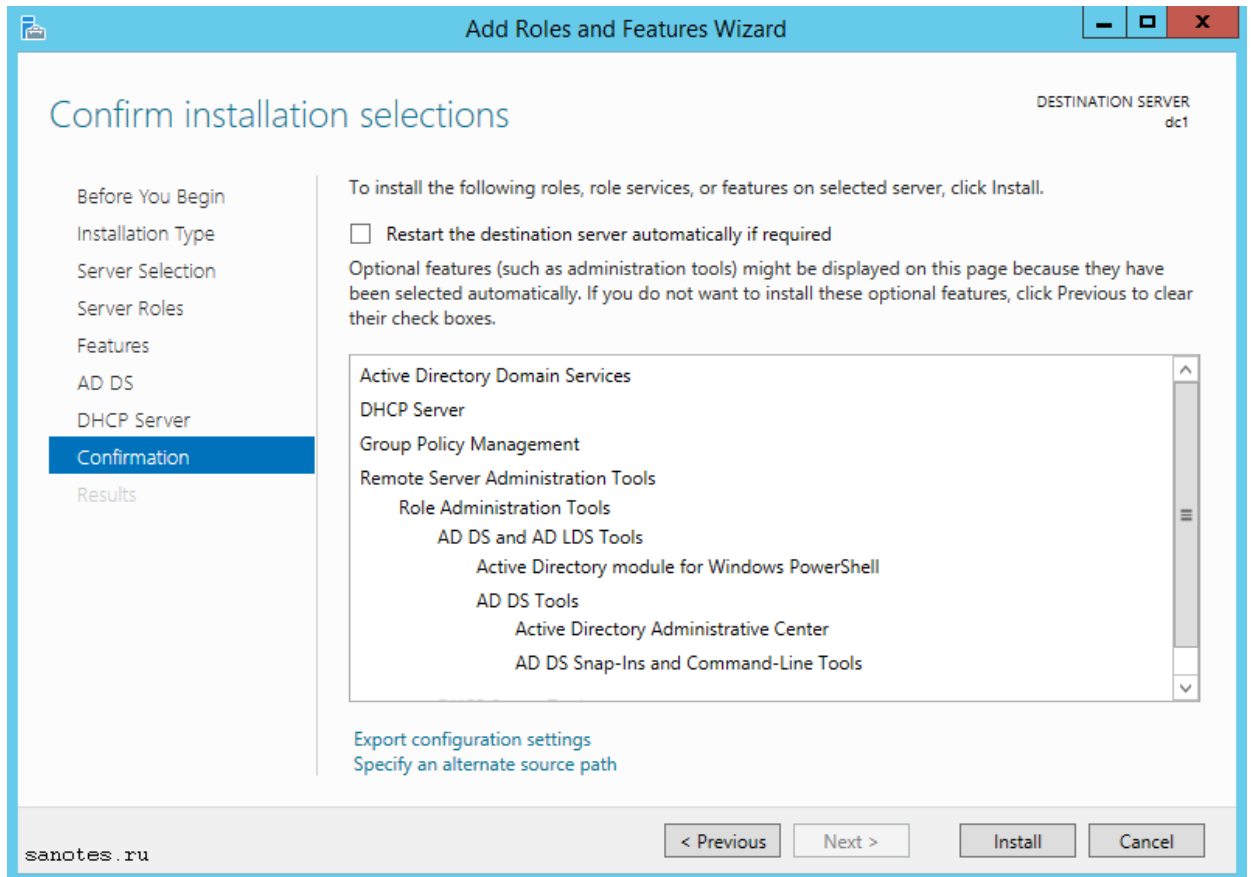 Add Roles and Features Wizard
Confirm installation selections
DESTINATION SERVER
dc1
Before You Begin
Installation Type
Server Selection
Server Roles
Features
AD DS
DHCP Server
Confirmation
Results
To install the following roles, role services, or features on selected server, click Install.
Restart the destination server automatically if required
Optional features (such as administration tools) might be displayed on this page because they have
been selected automatically. If you do not want to install these optional features, click Previous to clear
their check boxes.
Active Directory Domain Services
DHCP Server
Group Policy Management
Remote Server Administration Tools
Role Administration Tools
AD DS and AD LDS Tools
Active Directory module for Windows PowerShell
AD DS Tools
Active Directory Administrative Center
AD DS Snap-Ins and Command-Line Tools
Export configuration settings
Specify an alternate source path
< Previous
Next >
Install
Cancel
sanotes.ru